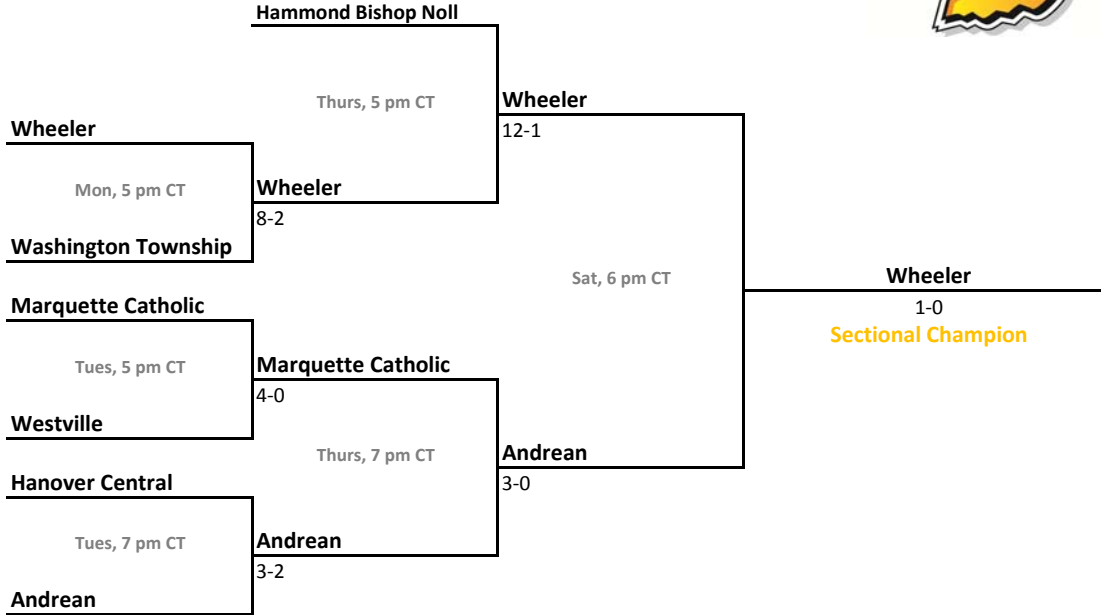 Hammond Bishop Noll
Thurs, 5 pm CT
Wheeler
12-1
Wheeler
Mon, 5 pm CT
Wheeler
8-2
Washington Township
Sat, 6 pm CT
Wheeler
1-0
Sectional Champion
Marquette Catholic
Tues, 5 pm CT
Marquette Catholic
4-0
Westville
Thurs, 7 pm CT
Andrean
3-0
Hanover Central
Tues, 7 pm CT
Andrean
3-2
Andrean